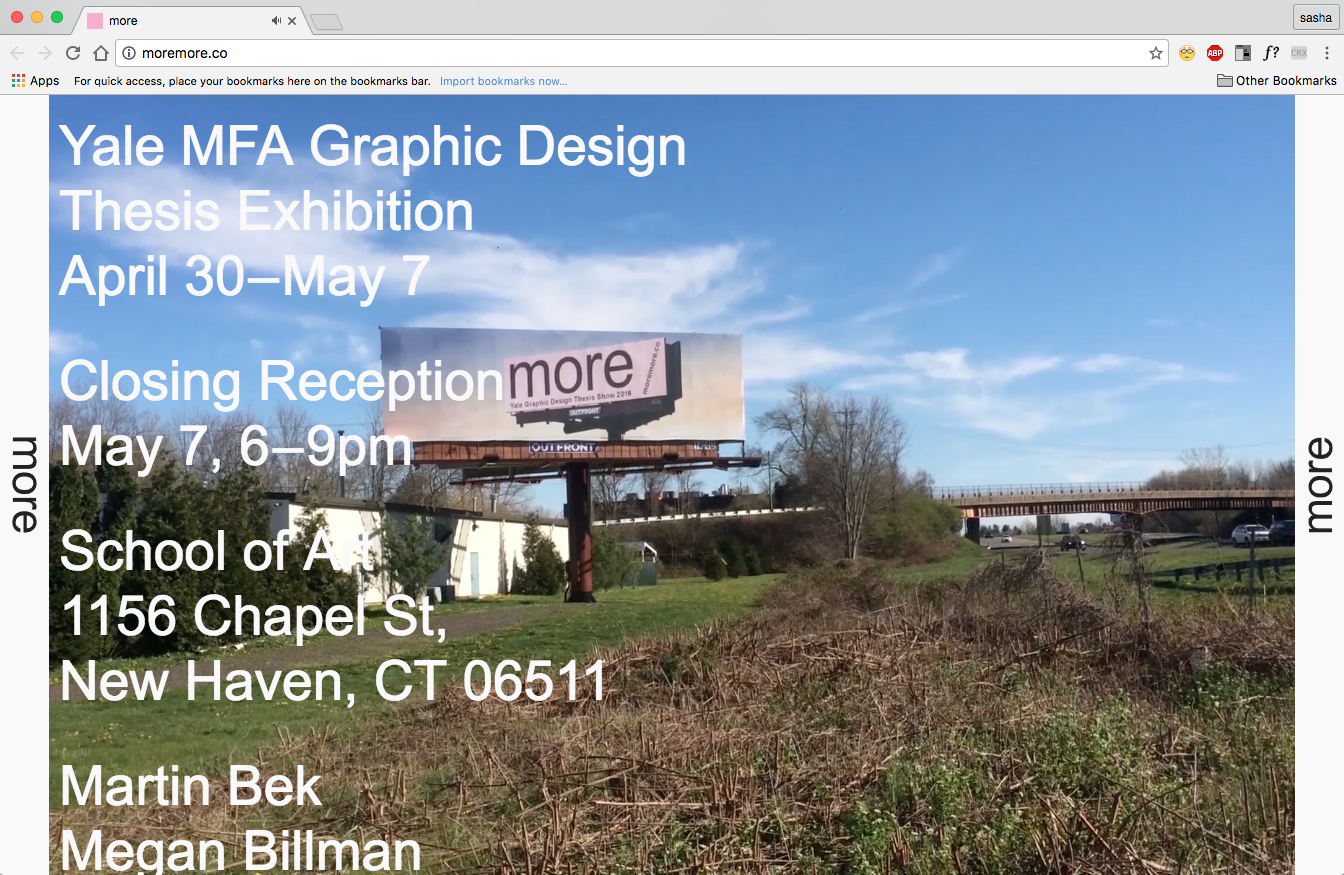 more
sasha
moremore.co
ABP
f?
CRX
Apps
For quick access, place your bookmarks here on the bookmarks bar. Import bookmarks now...
Other Bookmarks
Yale MFA Graphic Design
Thesis Exhibition
April 30–May 7
Closing Reception
May 7, 6–9pm
School of Art
1156 Chapel St,
New Haven, CT 06511
Martin Bek
Megan Billman
more
moremore.co
Yale Graphic Design Thesis Show 2016
OUTFRONT
OUTFRONT
more
more